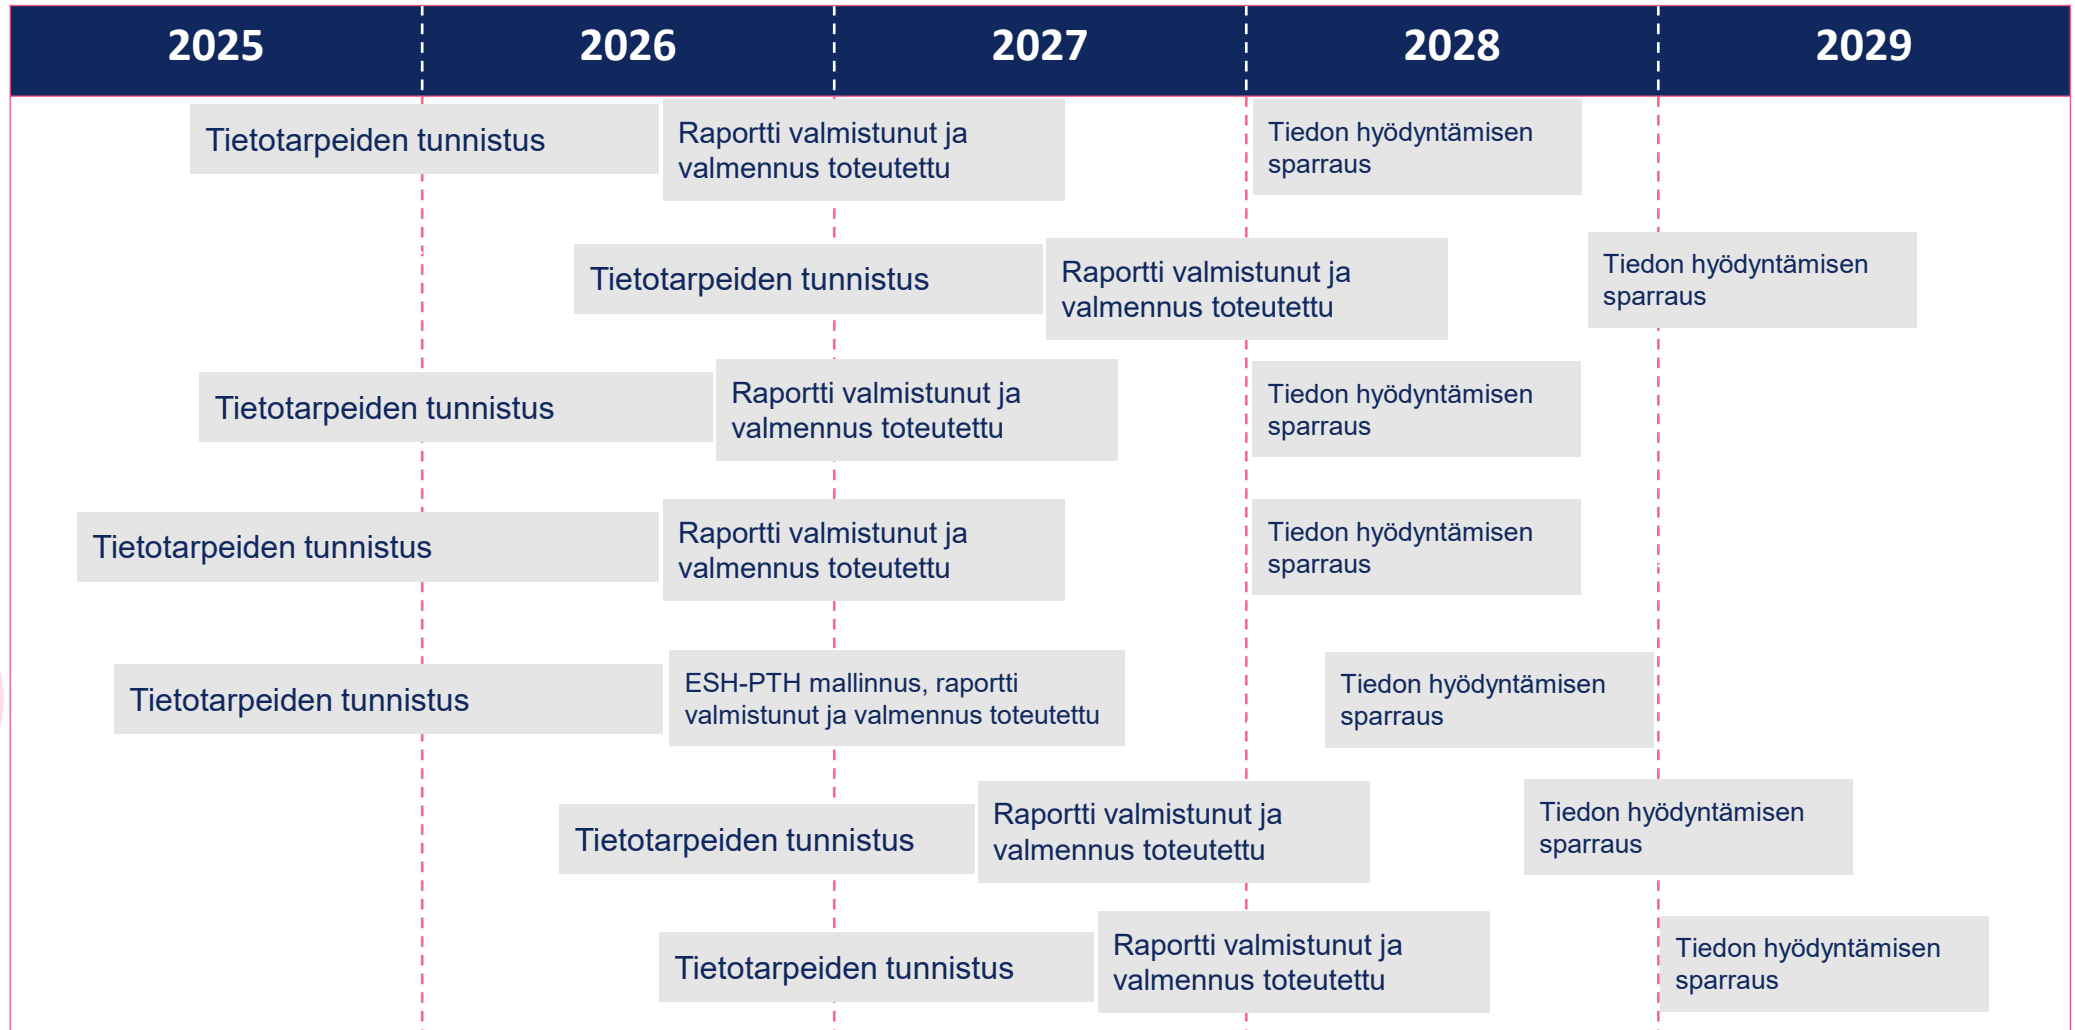 2025
2026
2027
2028
2029
Tietotarpeiden tunnistus
Raportti valmistunut ja
valmennus toteutettu
Tiedon hyödyntämisen
sparraus
Tietotarpeiden tunnistus
Raportti valmistunut ja
valmennus toteutettu
Tiedon hyödyntämisen
sparraus
Tietotarpeiden tunnistus
Raportti valmistunut ja
valmennus toteutettu
Tiedon hyödyntämisen
sparraus
Tietotarpeiden tunnistus
Raportti valmistunut ja
valmennus toteutettu
Tiedon hyödyntämisen
sparraus
Tietotarpeiden tunnistus
ESH-PTH mallinnus, raportti
valmistunut ja valmennus toteutettu
Tiedon hyödyntämisen
sparraus
Tietotarpeiden tunnistus
Raportti valmistunut ja
valmennus toteutettu
Tiedon hyödyntämisen
sparraus
Tietotarpeiden tunnistus
Raportti valmistunut ja
valmennus toteutettu
Tiedon hyödyntämisen
sparraus